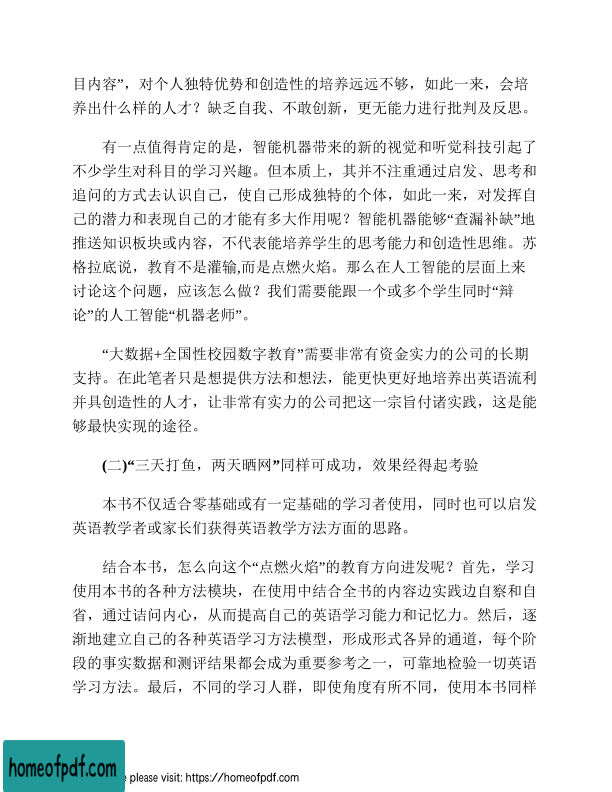 目内容”，对个人独特优势和创造性的培养远远不够，如此一来，会培
养出什么样的人才？缺乏自我、不敢创新，更无能力进行批判及反思。
有一点值得肯定的是，智能机器带来的新的视觉和听觉科技引起了
不少学生对科目的学习兴趣。但本质上，其并不注重通过启发、思考和
追问的方式去认识自己，使自己形成独特的个体，如此一来，对发挥自
己的潜力和表现自己的才能有多大作用呢？智能机器能够“查漏补缺”地
推送知识板块或内容，不代表能培养学生的思考能力和创造性思维。苏
格拉底说，教育不是灌输,而是点燃火焰。那么在人工智能的层面上来
讨论这个问题，应该怎么做？我们需要能跟一个或多个学生同时“辩
论”的人工智能“机器老师”。
“大数据+全国性校园数字教育”需要非常有资金实力的公司的长期
支持。在此笔者只是想提供方法和想法，能更快更好地培养出英语流利
并具创造性的人才，让非常有实力的公司把这一宗旨付诸实践，这是能
够最快实现的途径。
(二)“三天打鱼，两天晒网”同样可成功，效果经得起考验
本书不仅适合零基础或有一定基础的学习者使用，同时也可以启发
英语教学者或家长们获得英语教学方法方面的思路。
结合本书，怎么向这个“点燃火焰”的教育方向进发呢？首先，学习
使用本书的各种方法模块，在使用中结合全书的内容边实践边自察和自
省，通过诘问内心，从而提高自己的英语学习能力和记忆力。然后，逐
渐地建立自己的各种英语学习方法模型，形成形式各异的通道，每个阶
段的事实数据和测评结果都会成为重要参考之一，可靠地检验一切英语
学习方法。最后，不同的学习人群，即使角度有所不同，使用本书同样
homeofpdf.com
e please visit: https://homeofpdf.com